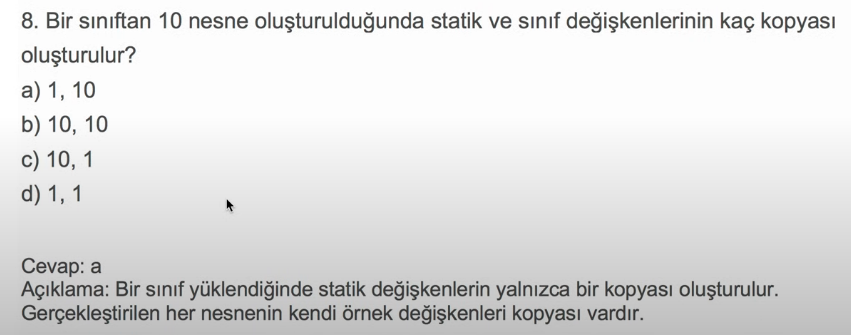 8. Bir sınıftan 10 nesne oluşturulduğunda statik ve sınıf değişkenlerinin kaç kopyası
oluşturulur?
a) 1, 10
b) 10, 10
c) 10, 1
d) 1, 1
Cevap: a
Açıklama: Bir sınıf yüklendiğinde statik değişkenlerin yalnızca bir kopyası oluşturulur.
Gerçekleştirilen her nesnenin kendi örnek değişkenleri kopyası vardır.